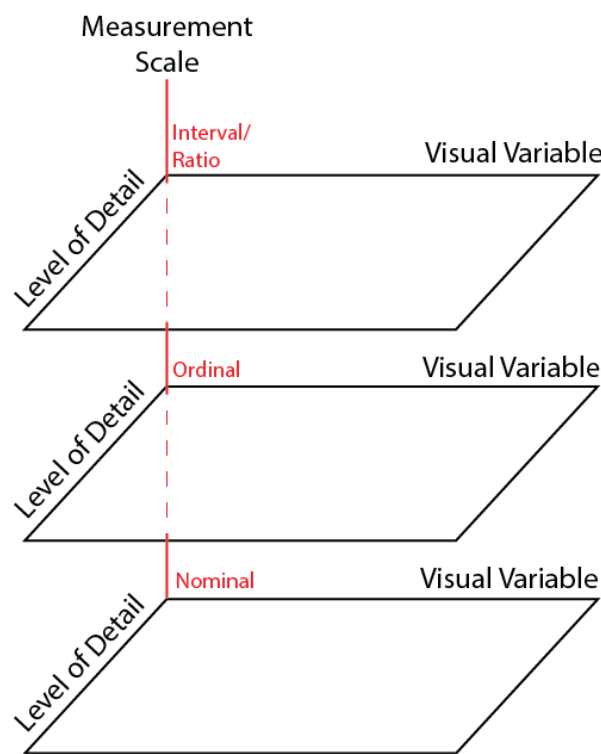 Measurement
Scale
Interval/
Ratio
Visual Variable
Level of Detail
Ordinal
Visual Variable
Level of Detail
Nominal
Visual Variable
Level of Detail